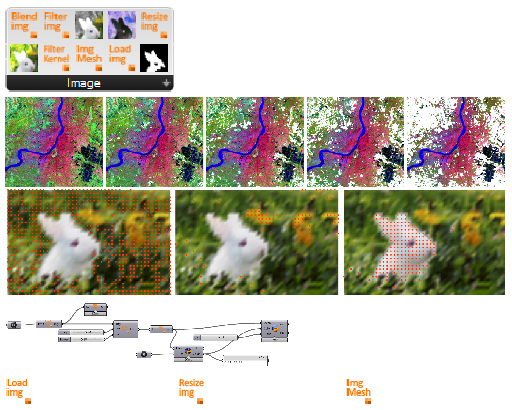 Blend Filter Resize
img img img
Filter Img Load
Kernel Mesh img
Image
Load Resize Img
img img Mesh